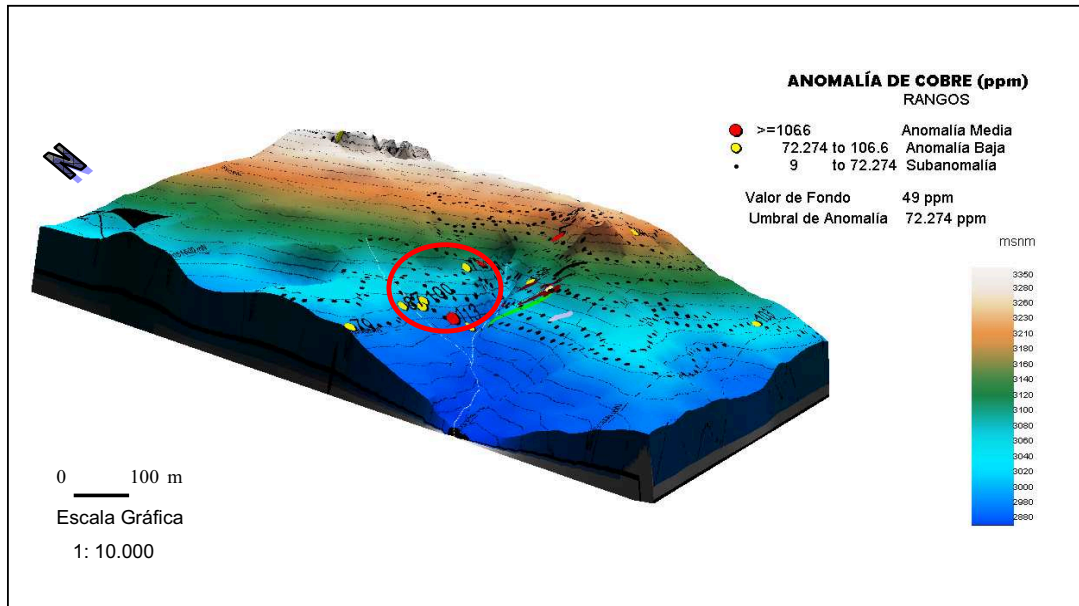 ANOMALÍA DE COBRE (ppm)
RANGOS
>=106.6 Anomalía Media
72.274 to 106.6 Anomalía Baja
9 to 72.274 Subanomalía
Valor de Fondo 49 ppm
Umbral de Anomalía 72.274 ppm
N
msnm
3350
3300
3230
3210
3180
3160
3140
3120
3100
3080
3060
3040
3020
3000
2980
2880
100
0 100 m
Escala Gráfica
1: 10.000